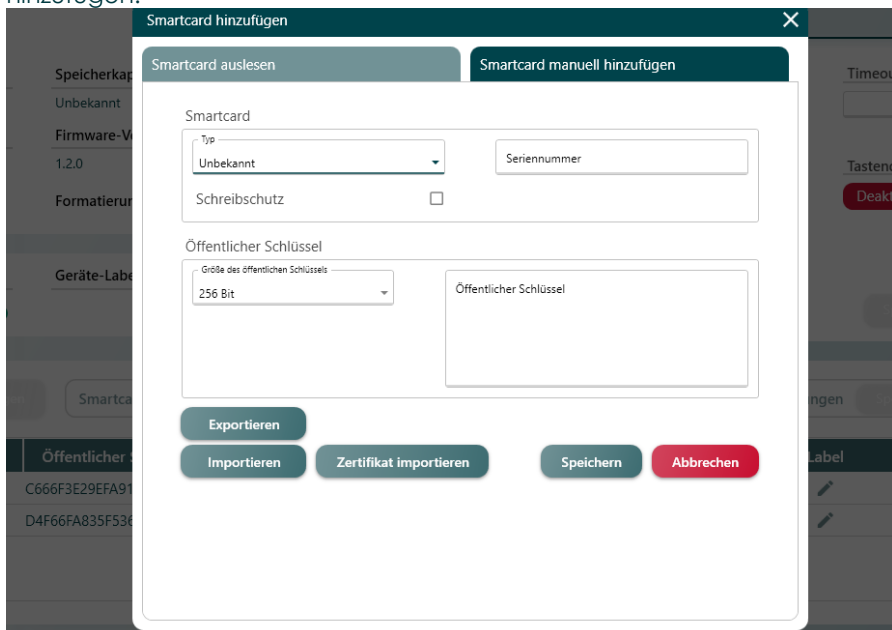 hinzufügen.
Smartcard hinzufügen
Smartcard auslesen
Smartcard manuell hinzufügen
Speicherkap
Timeou
Unbekannt
Firmware-Ve
1.2.0
Formatierun
Smartcard
Typ
Unbekannt
Seriennummer
Schreibschutz
Tasten
Deakt
Öffentlicher Schlüssel
Geräte-Labe
Größe des öffentlichen Schlüssels
256 Bit
Öffentlicher Schlüssel
Smartca
ngen
Exportieren
Importieren
Zertifikat importieren
Speichern
Abbrechen
Öffentlicher S
Label
C666F3E29EFA91
D4F66FA835F536